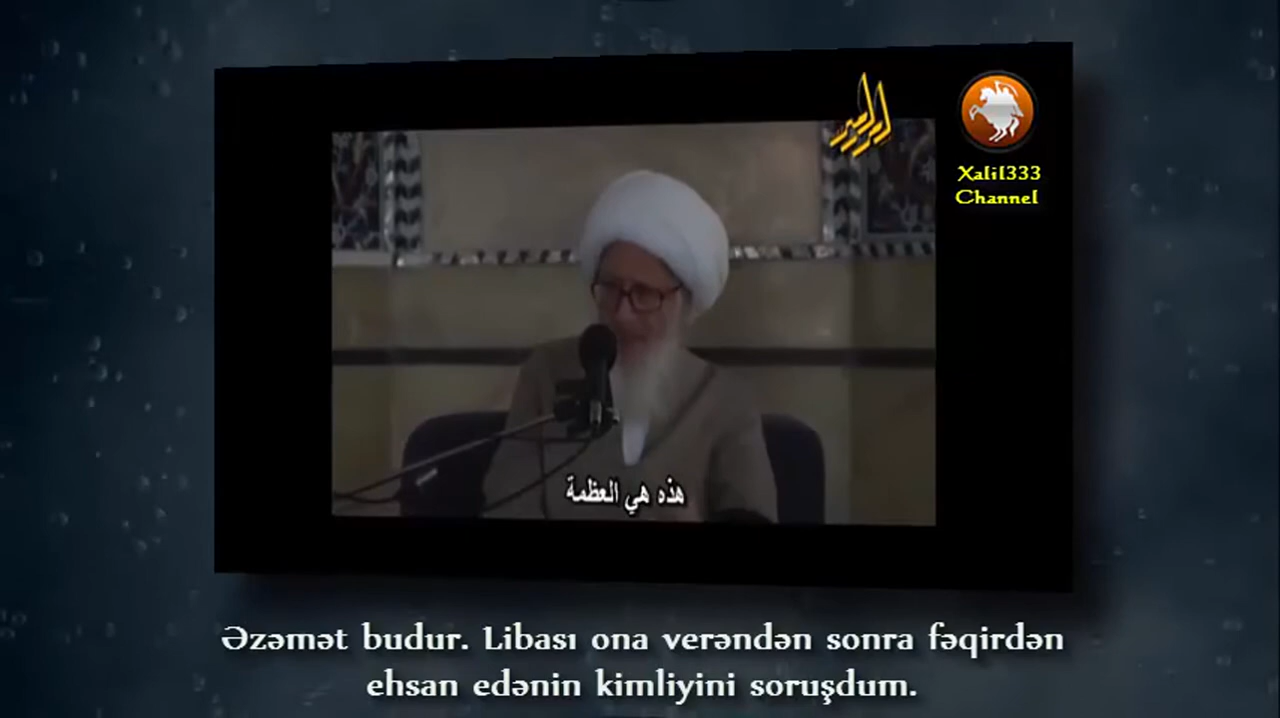 Xalil333
Channel
هذه هي العظمة
Əzəmət budur. Libası ona verəndən sonra fəqirdən
ehsan edənin kimliyini soruşdum.